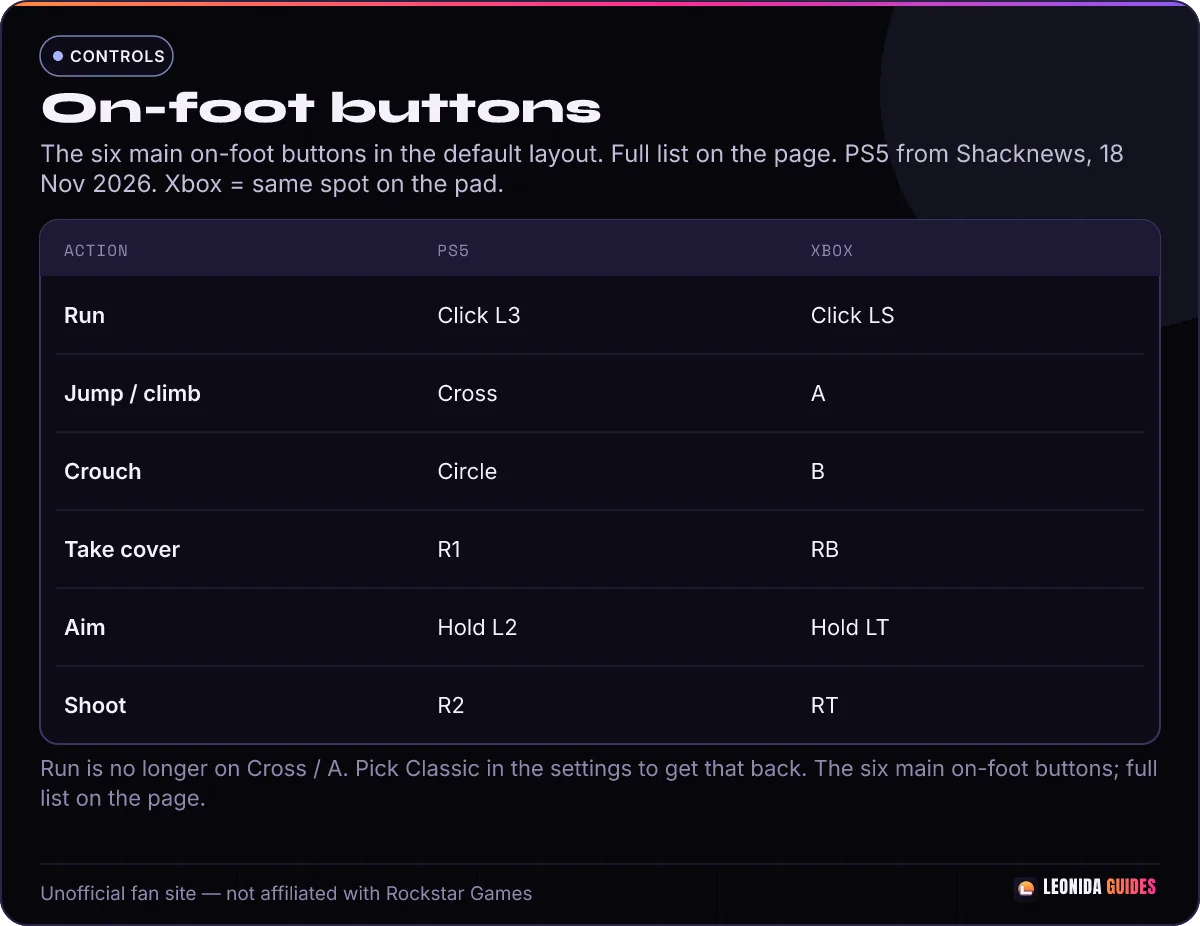 CONTROLS
On-foot buttons
The six main on-foot buttons in the default layout. Full list on the page. PS5 from Shacknews, 18
Nov 2026. Xbox = same spot on the pad.
ACTION PS5 XBOX
Run Click L3 Click LS
Jump / climb Cross A
Crouch Circle B
Take cover R1 RB
Aim Hold L2 Hold LT
Shoot R2 RT
Run is no longer on Cross / A. Pick Classic in the settings to get that back. The six main on-foot buttons; full
list on the page.
Unofficial fan site — not affiliated with Rockstar Games
LEONIDA GUIDES